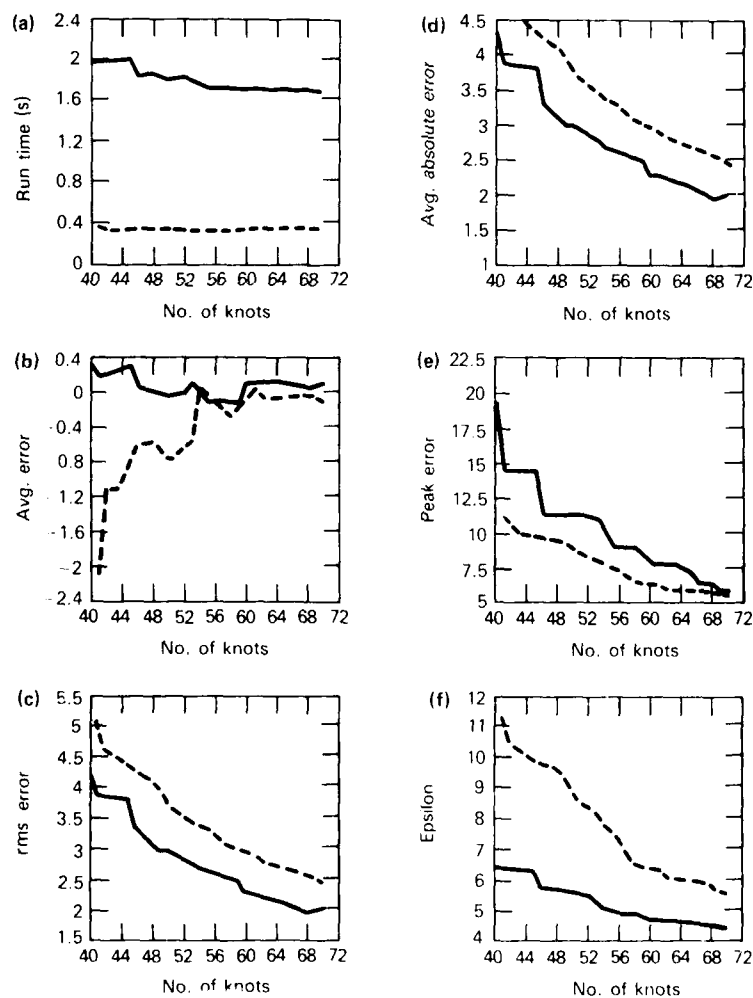 (a)
2.4
2
1.6
1.2
0.8
0.4
0
Run time (s)
40 44 48 52 56 60 64 68 72
No. of knots
(b)
0.4
0
0.4
0.8
-1.2
-1.6
-2
-2.4
Avg. error
40 44 48 52 56 60 64 68 72
No. of knots
(c)
5.5
5
4.5
4
3.5
3
2.5
2
1.5
rms error
40 44 48 52 56 60 64 68 72
No. of knots
(d)
4.5
4
3.5
3
2.5
2
1.5
1
Avg. absolute error
40 44 48 52 56 60 64 68 72
No. of knots
(e)
22.5
20
17.5
15
12.5
10
7.5
5
Peak error
40 44 48 52 56 60 64 68 72
No. of knots
(f)
12
11
10
9
8
7
6
5
4
Epsilon
40 44 48 52 56 60 64 68 72
No. of knots